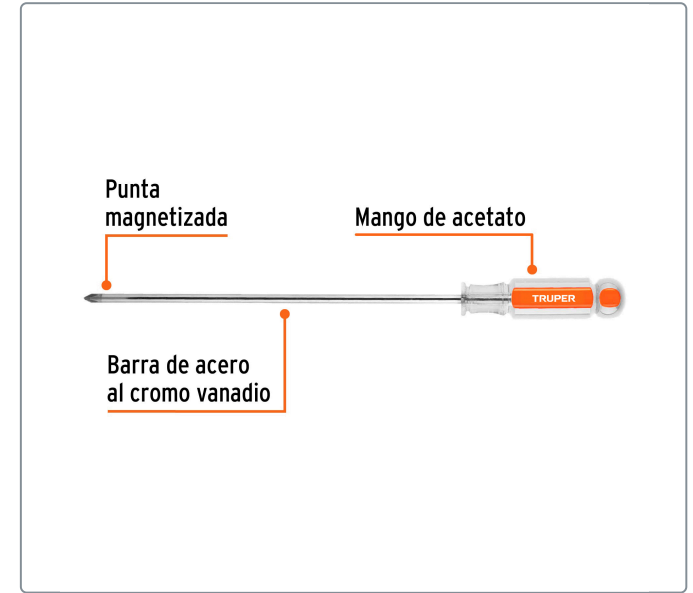 Punta
magnetizada
Mango de acetato
TRUPER
Barra de acero
al cromo vanadio